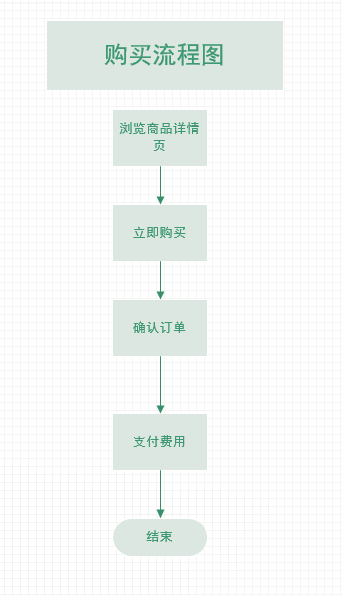 购买流程图
浏览商品详情
页
立即购买
确认订单
支付费用
结束